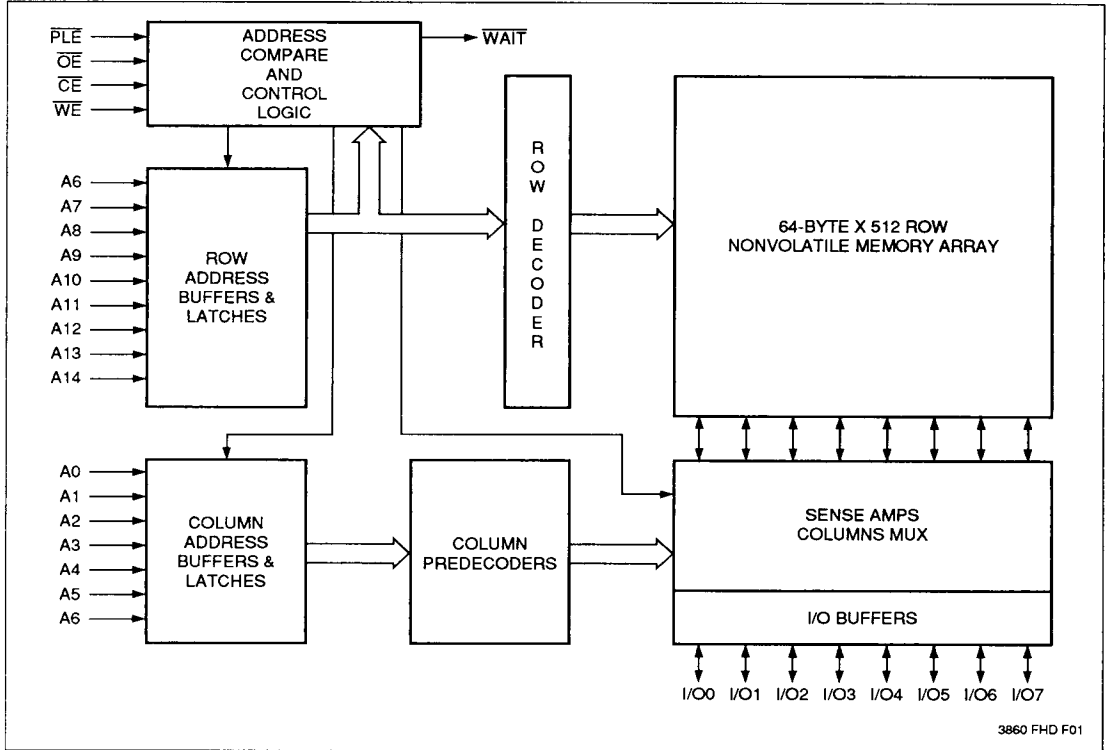 PLE
OE
CE
WE
ADDRESS
COMPARE
AND
CONTROL
LOGIC
WAIT
A6
A7
A8
A9
A10
A11
A12
A13
A14
ROW
ADDRESS
BUFFERS &
LATCHES
ROW DECODER
64-BYTE X 512 ROW
NONVOLATILE MEMORY ARRAY
A0
A1
A2
A3
A4
A5
A6
COLUMN
ADDRESS
BUFFERS &
LATCHES
COLUMN
PREDECODERS
SENSE AMPS
COLUMNS MUX
I/O BUFFERS
I/O0 I/O1 I/O2 I/O3 I/O4 I/O5 I/O6 I/O7
3860 FHD F01